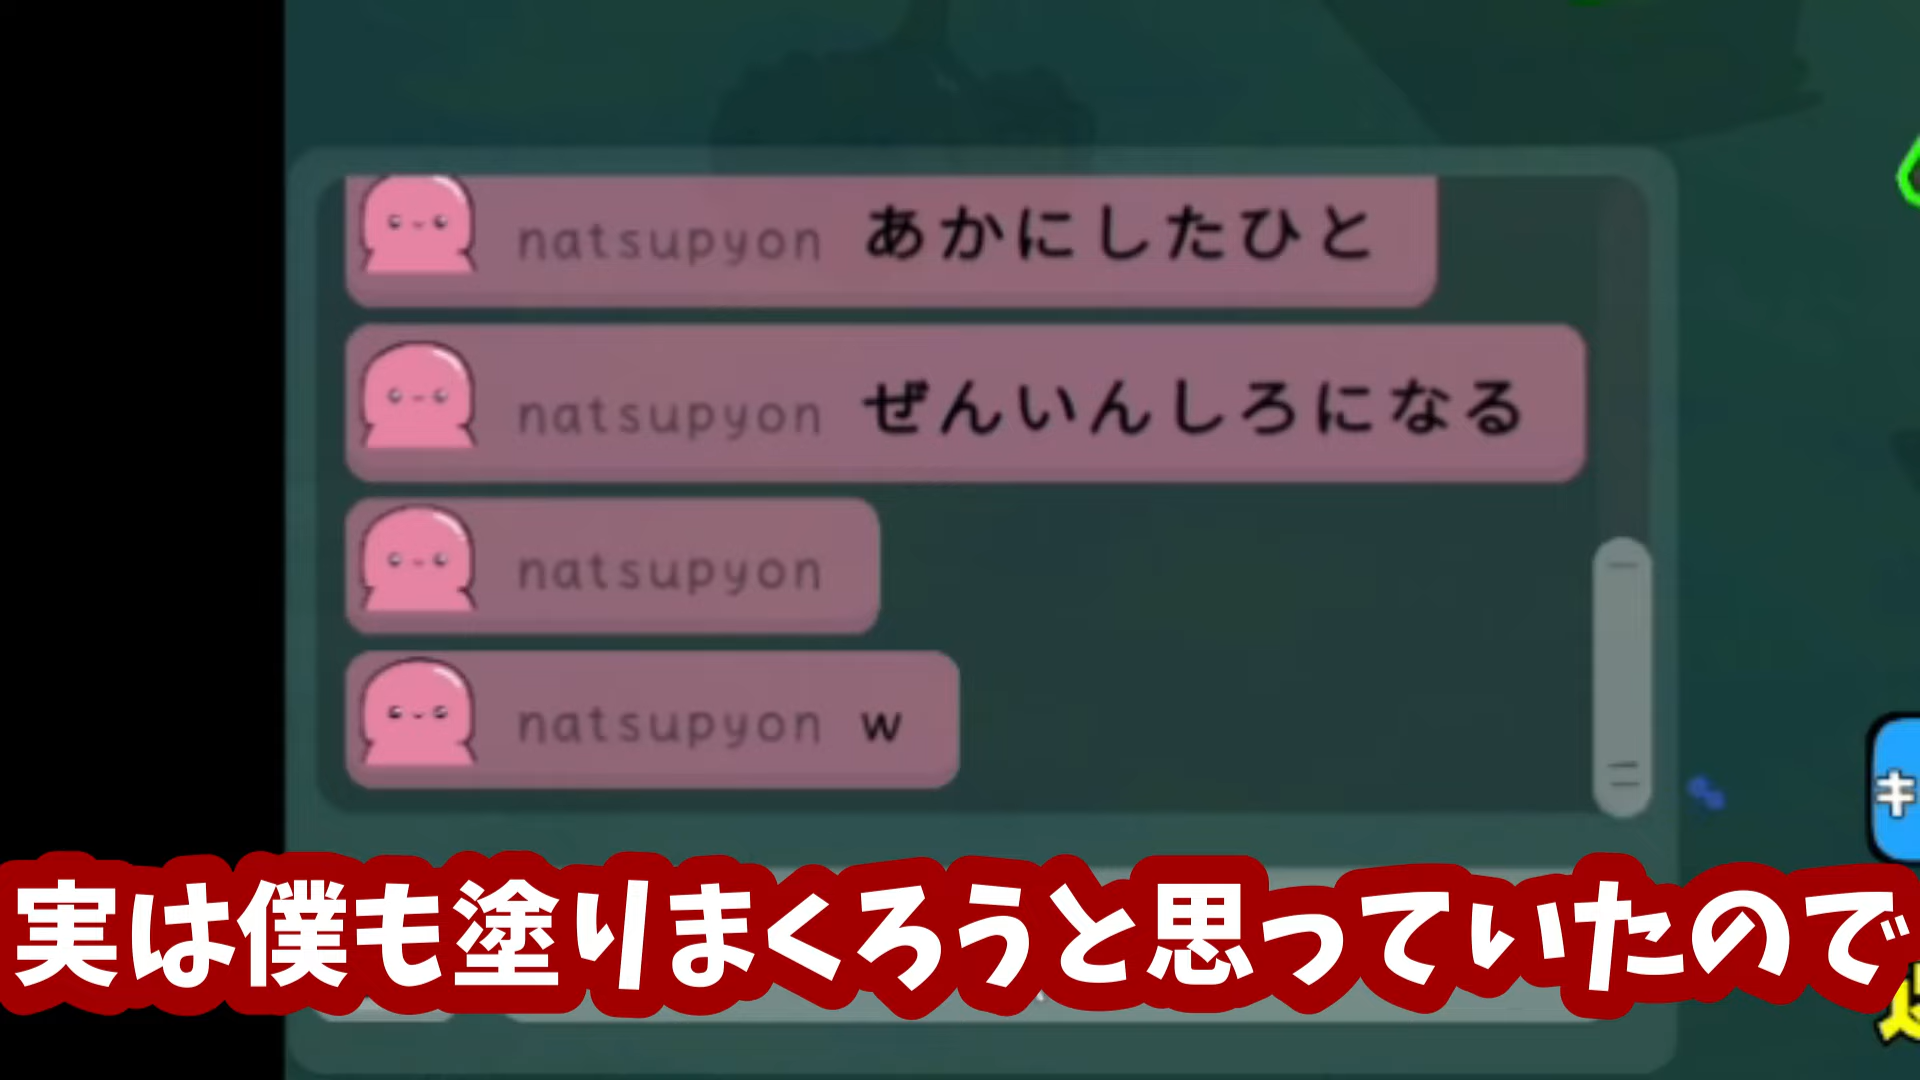 natsupyon あかにしたひと
natsupyon ぜんいんしろになる
natsupyon
natsupyon w
キ
実は僕も塗りまくろうと思っていたので